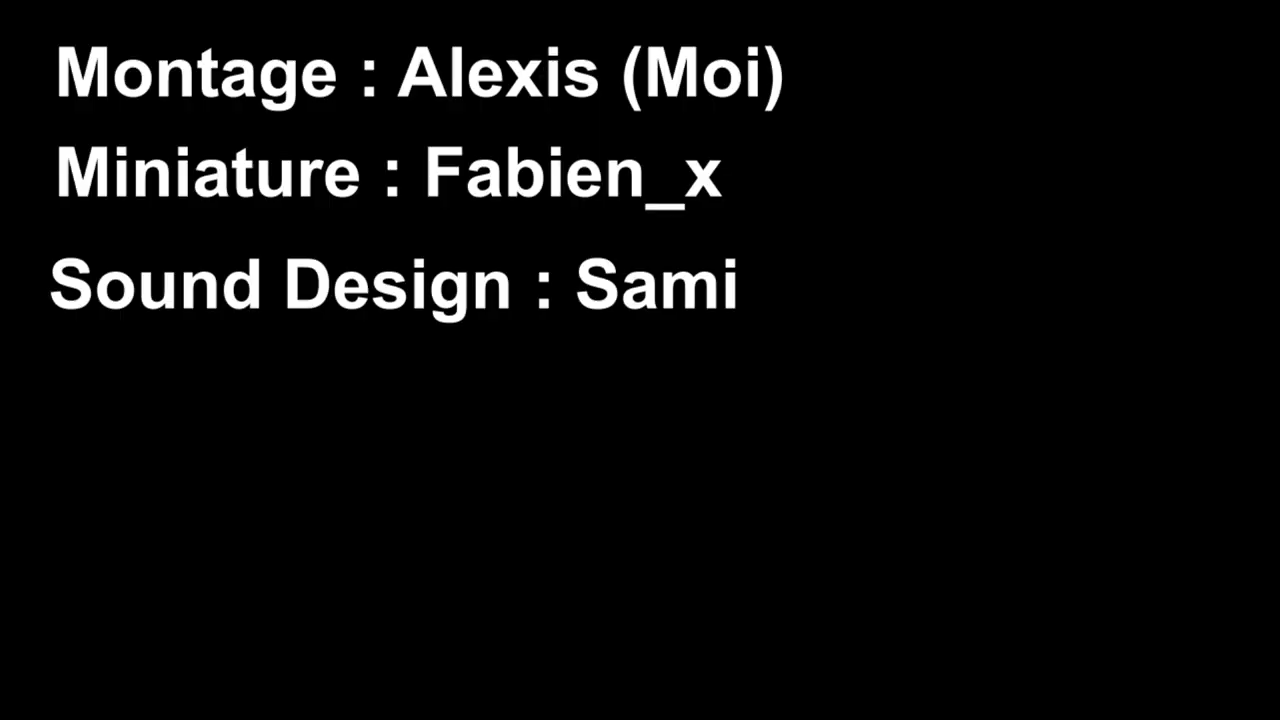 Montage : Alexis (Moi)
Miniature : Fabien_x
Sound Design : Sami